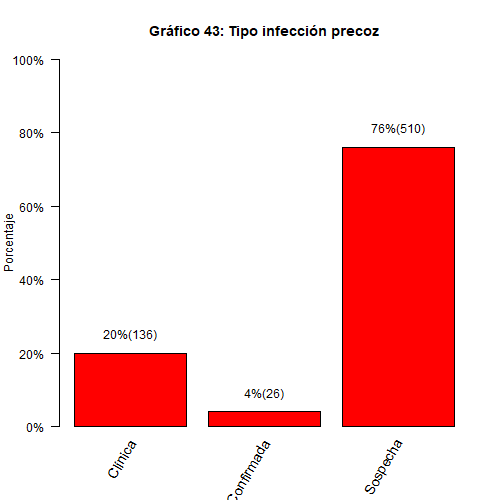 Gráfico 43: Tipo infección precoz
100%
80%
60%
40%
20%
0%
Porcentaje
20%(136)
4%(26)
76%(510)
Clínica
Confirmada
Sospecha